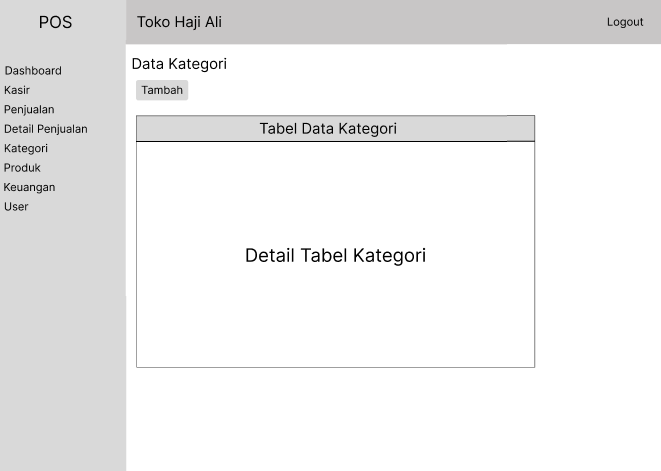 POS
Toko Haji Ali
Logout
Dashboard
Kasir
Penjualan
Detail Penjualan
Kategori
Produk
Keuangan
User
Data Kategori
Tambah
Tabel Data Kategori
Detail Tabel Kategori